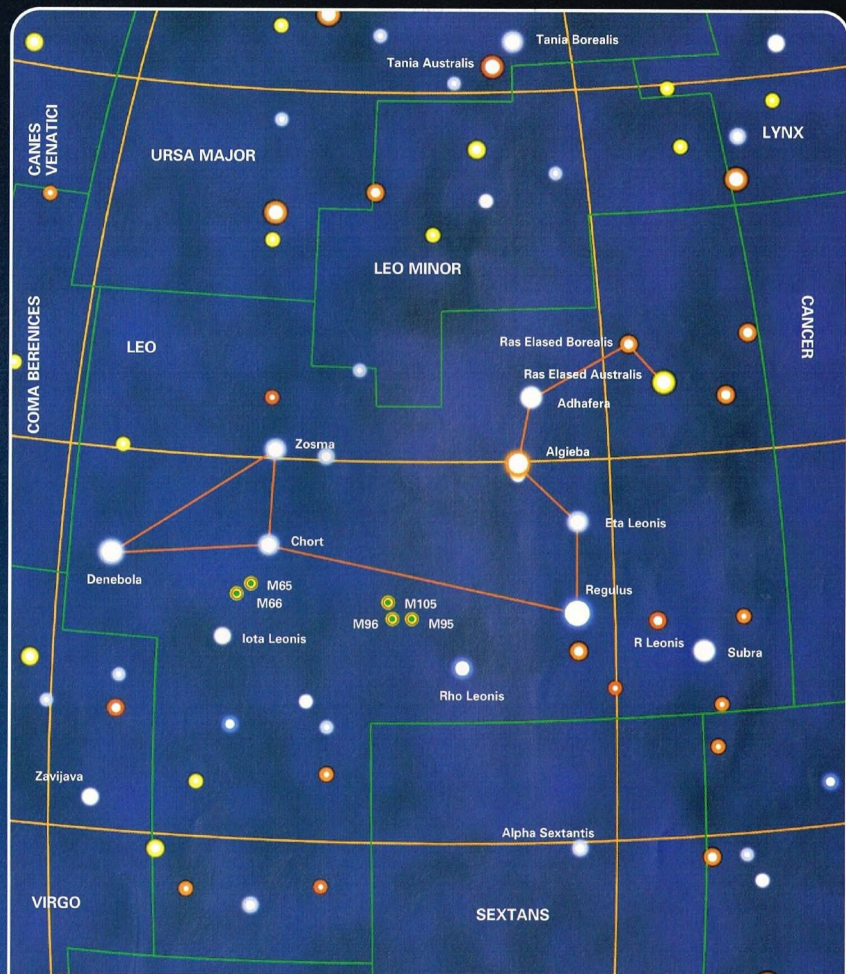 Tania Borealis
Tania Australis
CANES
VENATICI
URSA MAJOR
LYNX
LEO MINOR
COMA BERENICES
LEO
CANCER
Ras Elased Borealis
Ras Elased Australis
Adhafera
Zosma
Algieba
Eta Leonis
Chort
Denebola
M65
M66
Regulus
M105
M96
M95
Iota Leonis
R Leonis
Subra
Rho Leonis
Zavijava
Alpha Sextantis
VIRGO
SEXTANS